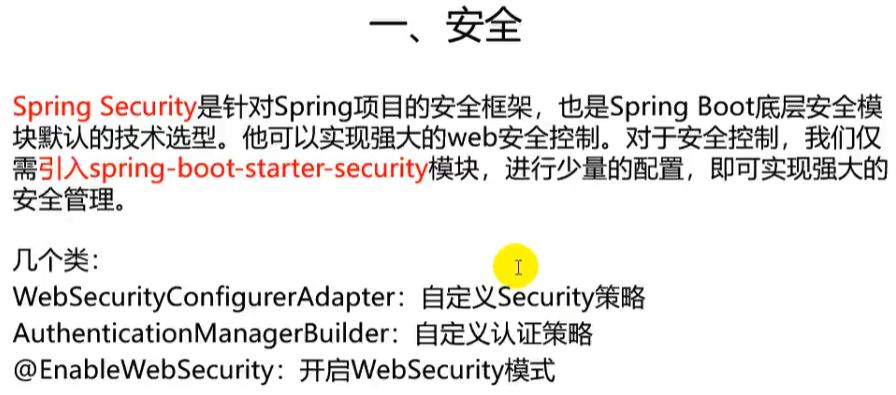 一、安全
Spring Security是针对Spring项目的安全框架，也是Spring Boot底层安全模
块默认的技术选型。他可以实现强大的web安全控制。对于安全控制，我们仅
需引入spring-boot-starter-security模块，进行少量的配置，即可实现强大的
安全管理。
几个类：
WebSecurityConfigurerAdapter：自定义Security策略
AuthenticationManagerBuilder：自定义认证策略
@EnableWebSecurity：开启WebSecurity模式